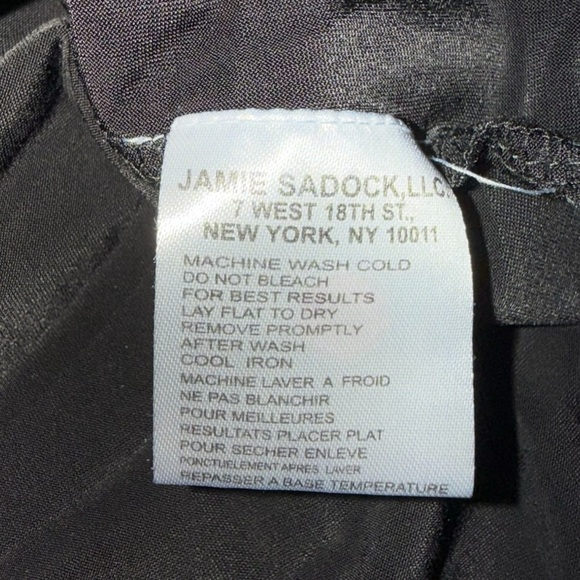 JAMIE SADOCK,LLC.
7 WEST 18TH ST.,
NEW YORK, NY 10011
MACHINE WASH COLD
DO NOT BLEACH
FOR BEST RESULTS
LAY FLAT TO DRY
REMOVE PROMPTLY
AFTER WASH
COOL IRON
MACHINE LAVER A FROID
NE PAS BLANCHIR
POUR MEILLEURES
RESULTATS PLACER PLAT
POUR SECHER ENLEVE
PONCTUELEMENT APRES LAVER
REPASSER A BASE TEMPERATURE